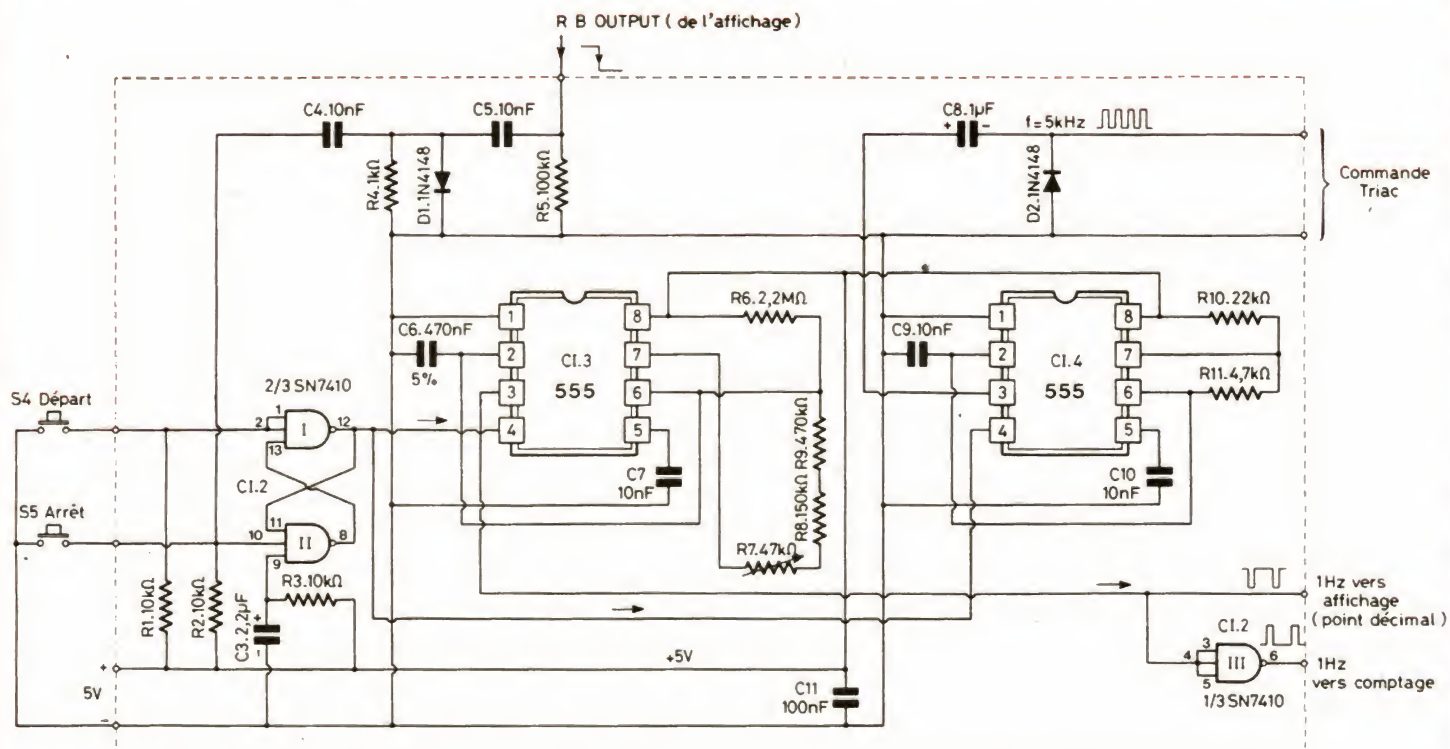 R B OUTPUT ( de l'affichage)
C4.10nF
C5.10nF
C8.1µF
+
-
f=5kHz
R4.1kΩ
D1.1N4148
R5.100kΩ
D2.1N4148
Commande
Triac
C6.470nF
5%
1
2
3
4
8
7
6
5
CI.3
555
R6.2,2MΩ
R9.470kΩ
R8.150kΩ
R7.47kΩ
C7
10nF
C9.10nF
1
2
3
4
8
7
6
5
CI.4
555
R10.22kΩ
R11.4,7kΩ
C10
10nF
2/3 SN7410
S4 Départ
1
2
13
I
12
CI.2
S5 Arrêt
11
10
9
II
8
R1.10kΩ
R2.10kΩ
C3.2,2µF
+
R3.10kΩ
+
5V
-
+5V
C11
100nF
1Hz vers
affichage
( point décimal )
CI.2
3
4
5
III
6
1/3 SN7410
1Hz
vers comptage